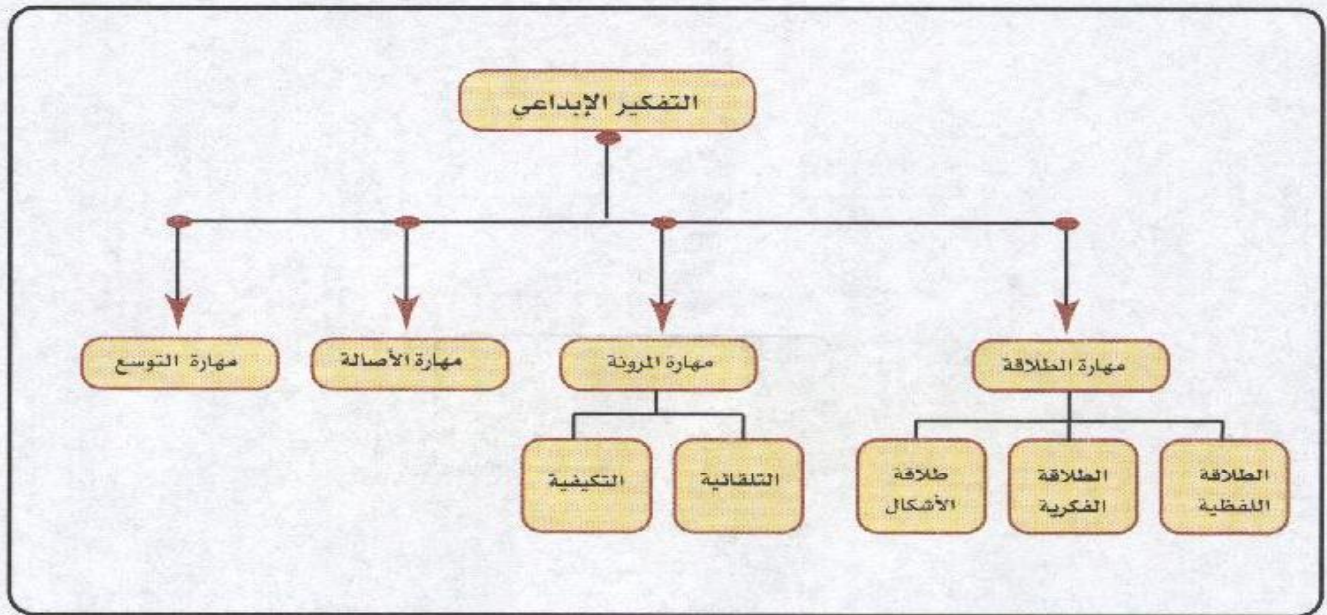 التفكير الإبداعي
مهارة الطلاقة
مهارة المرونة
مهارة الأصالة
مهارة التوسع
الطلاقة
اللفظية
الطلاقة
الفكرية
طلاقة
الأشكال
التلقائية
التكيفية